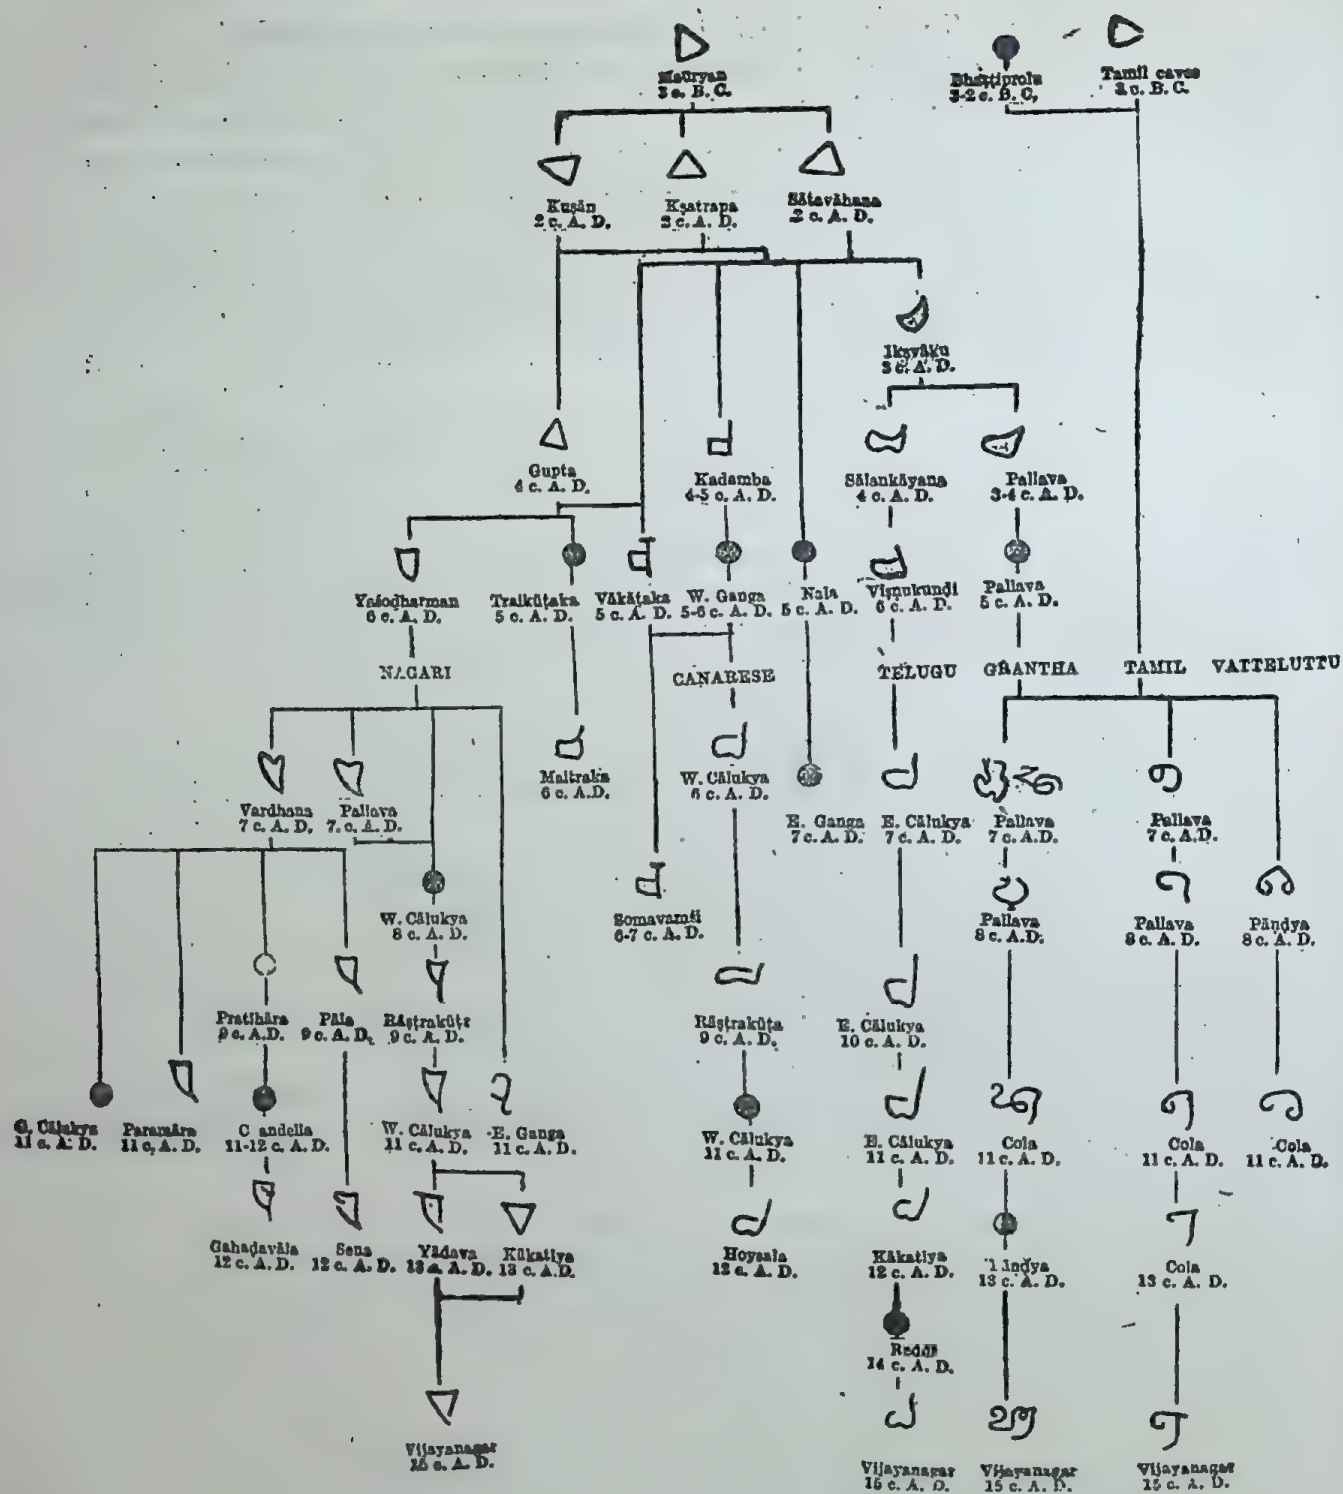 Mauryan
3 c. B. C.
Bhaṭṭiprolu
3-2 c. B. C.
Tamil caves
B. C.
Kuṣān
2 c. A. D.
Kṣatrapa
2 c. A. D.
Sātavāhana
2 c. A. D.
Ikṣvāku
3 c. A. D.
Gupta
4 c. A. D.
Kadamba
4-5 c. A. D.
Sālankāyana
4 c. A. D.
Pallava
3-4 c. A. D.
Yaśodharman
6 c. A. D.
Traikūṭaka
5 c. A. D.
Vākāṭaka
5 c. A. D.
W. Ganga
5-6 c. A. D.
Nala
5 c. A. D.
Viṣṇukundi
6 c. A. D.
Pallava
5 c. A. D.
NAGARI
CANARESE
TELUGU
GRANTHA
TAMIL
VATTELUTTU
Vardhana
7 c. A. D.
Pallava
7. c. A. D.
Maitraka
6 c. A.D.
W. Cālukya
6 c. A. D.
E. Ganga
7 c. A. D.
E. Cālukya
7 c. A. D.
Pallava
7 c. A. D.
Pallava
7 c. A.D.
W. Cālukya
8 c. A. D.
Somavamśi
6-7 c. A. D.
Pallava
8 c. A.D.
Pallava
8 c. A. D.
Pāṇḍya
8 c. A. D.
Pratihāra
9 c. A.D.
Pāla
9 c. A. D.
Rāṣṭrakūṭa
9 c. A. D.
Rāṣṭrakūṭa
9 c. A. D.
E. Cālukya
10 c. A. D.
G. Cālukya
11 c. A. D.
Paramāra
11 c, A. D.
C andella
11-12 c. A. D.
W. Cālukya
11 c. A. D.
E. Ganga
11 c. A. D.
W. Cālukya
11 c. A. D.
E. Cālukya
11 c. A. D.
Cola
11 c. A. D.
Cola
11 c. A. D.
Cola
11 c. A. D.
Gahaḍavāla
12 c. A. D.
Sena
12 c. A. D.
Yādava
13 c. A. D.
Kākatiya
13 c. A.D.
Hoysala
A. D.
Kākatiya
12 c. A. D.
13 c. A. D.
Cola
13 c. A. D.
Reddi
14 c. A. D.
Vijayanagar
A. D.
Vijayanagar
15 c. A. D.
Vijayanagar
15 c. A. D.
Vijayanagar
15 c. A. D.